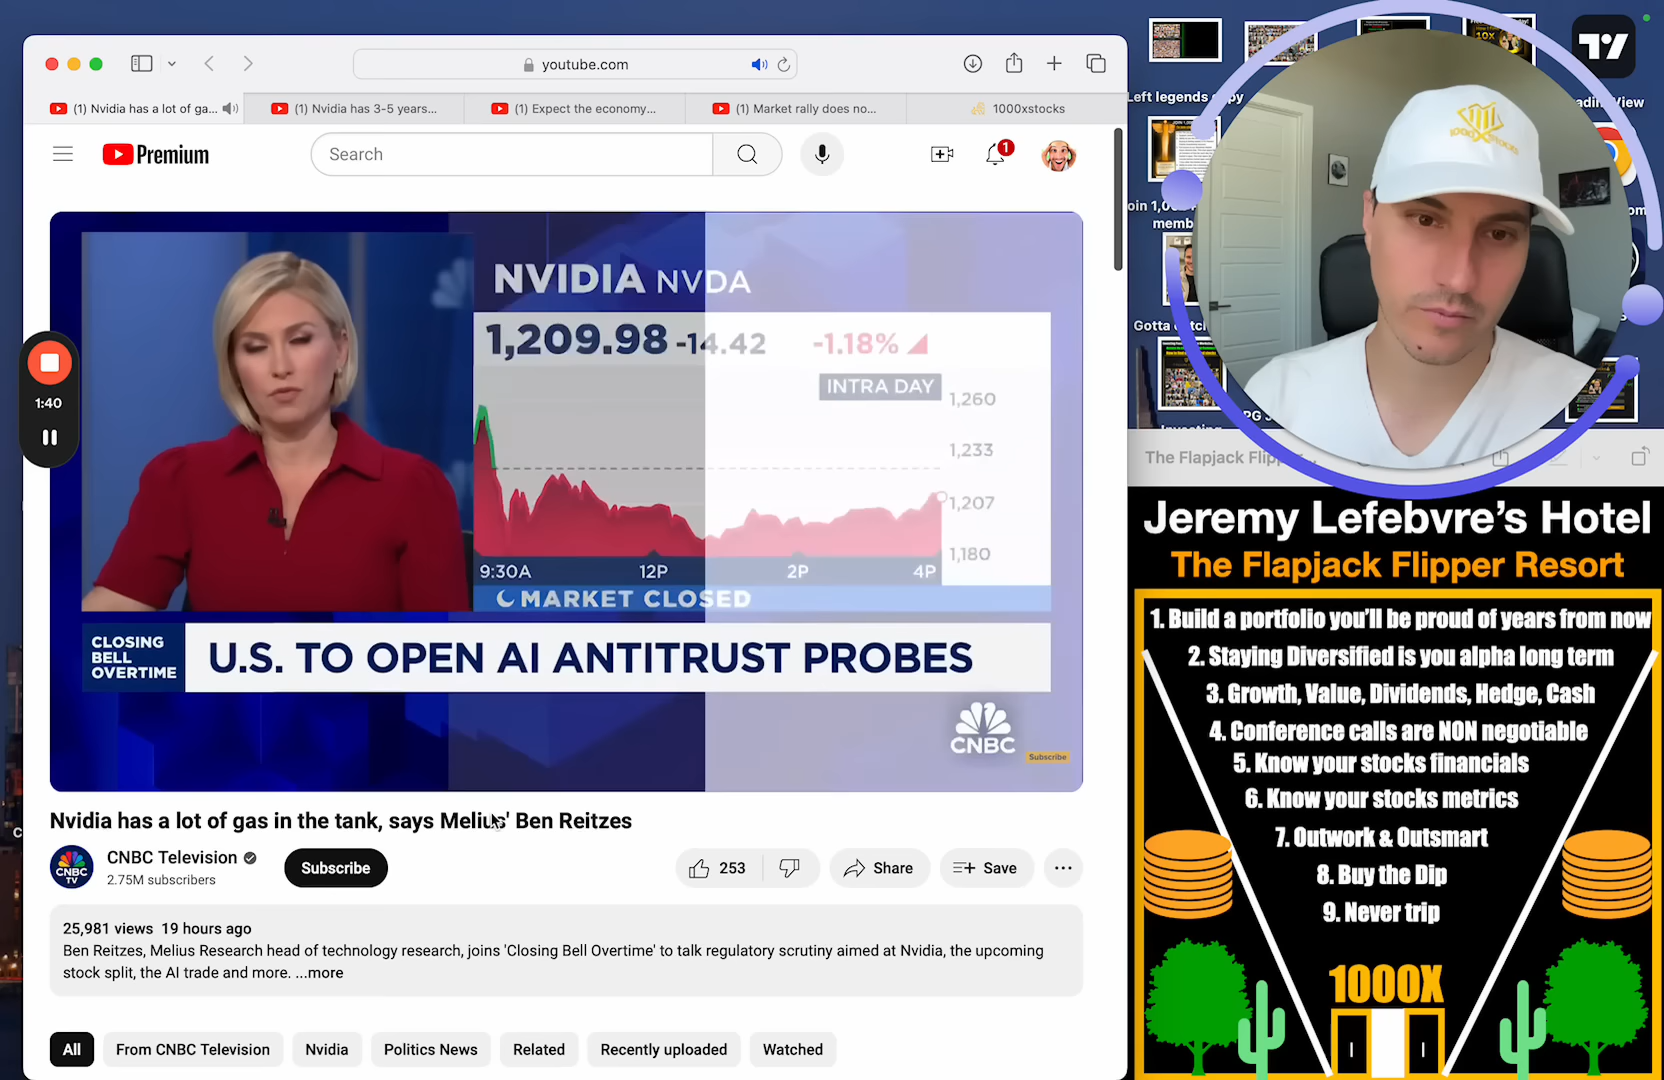 youtube.com
(1) Nvidia has a lot of ga...
(1) Nvidia has 3-5 years...
(1) Expect the economy...
(1) Market rally does no...
1000xstocks
Premium
Search
1
NVIDIA NVDA
1,209.98 -14.42 -1.18%
INTRA DAY
1,260
1,233
1,207
1,180
9:30A 12P 2P 4P
MARKET CLOSED
CLOSING
BELL
OVERTIME
U.S. TO OPEN AI ANTITRUST PROBES
CNBC
Subscribe
1:40
Nvidia has a lot of gas in the tank, says Melius' Ben Reitzes
CNBC
TV
CNBC Television
2.75M subscribers
Subscribe
253
Share
Save
25,981 views 19 hours ago
Ben Reitzes, Melius Research head of technology research, joins 'Closing Bell Overtime' to talk regulatory scrutiny aimed at Nvidia, the upcoming
stock split, the AI trade and more. ...more
All
From CNBC Television
Nvidia
Politics News
Related
Recently uploaded
Watched
Left legends copy
10X
1000XSTOCKS
The Flapjack Flip
Jeremy Lefebvre's Hotel
The Flapjack Flipper Resort
1. Build a portfolio you'll be proud of years from now
2. Staying Diversified is you alpha long term
3. Growth, Value, Dividends, Hedge, Cash
4. Conference calls are NON negotiable
5. Know your stocks financials
6. Know your stocks metrics
7. Outwork & Outsmart
8. Buy the Dip
9. Never trip
1000X